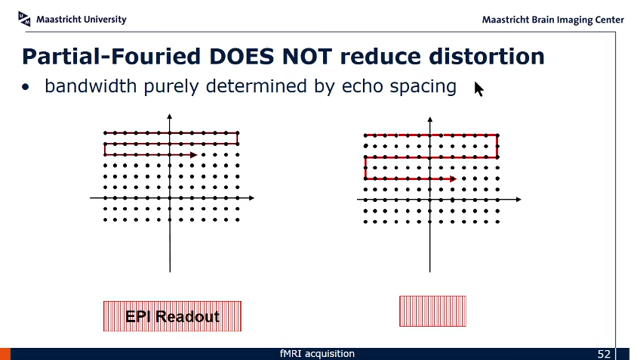 Maastricht University
Maastricht Brain Imaging Center
Partial-Fouried DOES NOT reduce distortion
• bandwidth purely determined by echo spacing
EPI Readout
fMRI acquisition
52